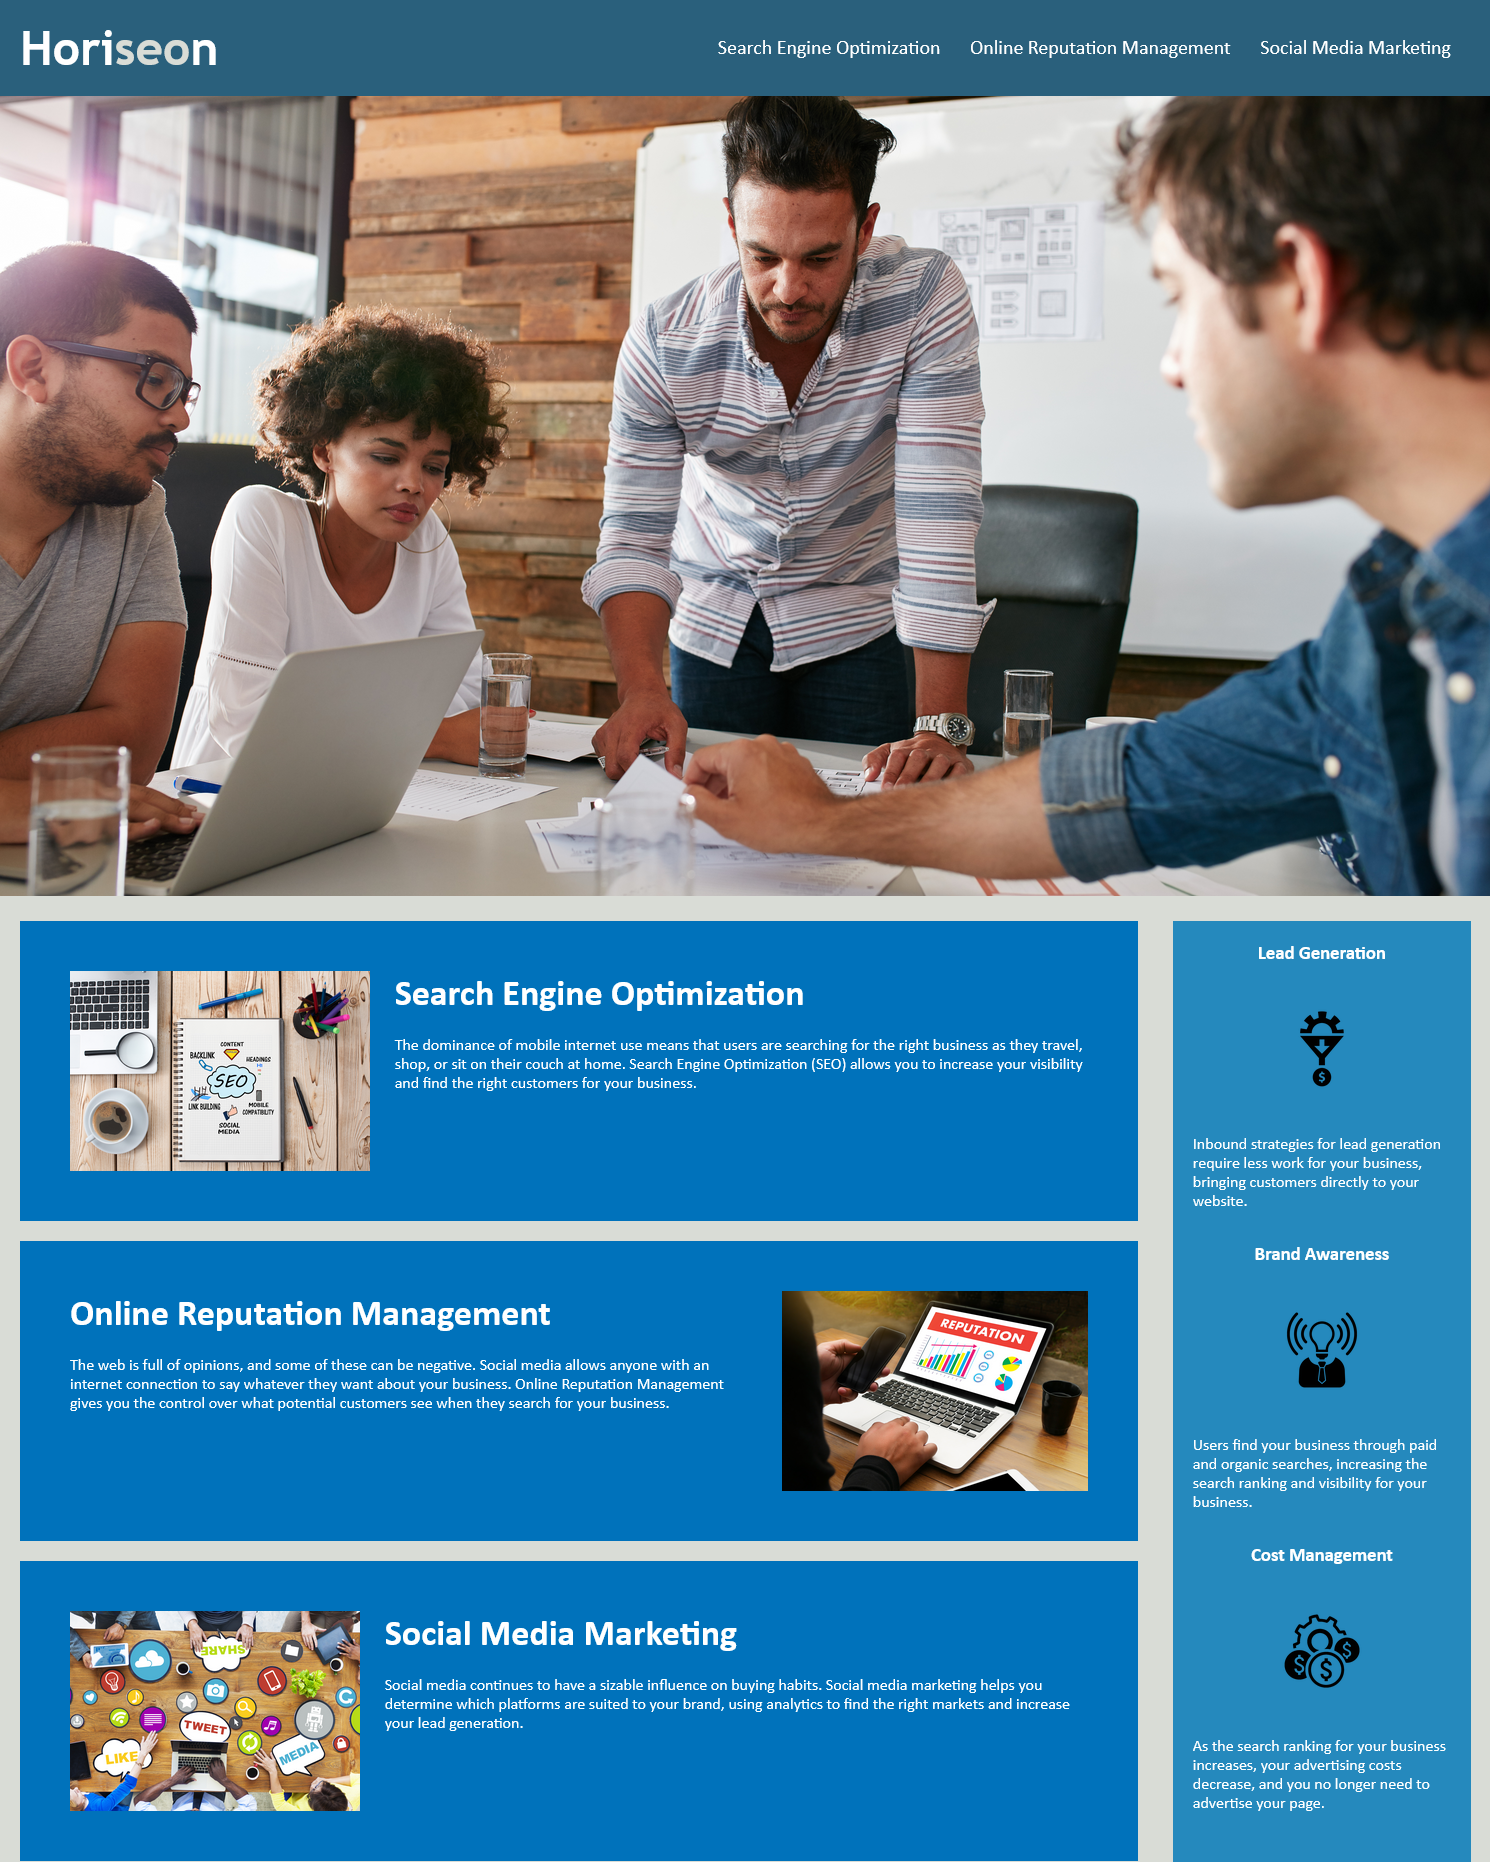 Horiseon
Search Engine Optimization
Online Reputation Management
Social Media Marketing
CONTENT
BACKLINK
HEADINGS
SEO
LINK BUILDING
MOBILE
COMPATIBILITY
SOCIAL
MEDIA
Search Engine Optimization
The dominance of mobile internet use means that users are searching for the right business as they travel,
shop, or sit on their couch at home. Search Engine Optimization (SEO) allows you to increase your visibility
and find the right customers for your business.
Online Reputation Management
The web is full of opinions, and some of these can be negative. Social media allows anyone with an
internet connection to say whatever they want about your business. Online Reputation Management
gives you the control over what potential customers see when they search for your business.
REPUTATION
SHARE
TWEET
LIKE
MEDIA
Social Media Marketing
Social media continues to have a sizable influence on buying habits. Social media marketing helps you
determine which platforms are suited to your brand, using analytics to find the right markets and increase
your lead generation.
Lead Generation
$
Inbound strategies for lead generation
require less work for your business,
bringing customers directly to your
website.
Brand Awareness
Users find your business through paid
and organic searches, increasing the
search ranking and visibility for your
business.
Cost Management
$ $ $
As the search ranking for your business
increases, your advertising costs
decrease, and you no longer need to
advertise your page.